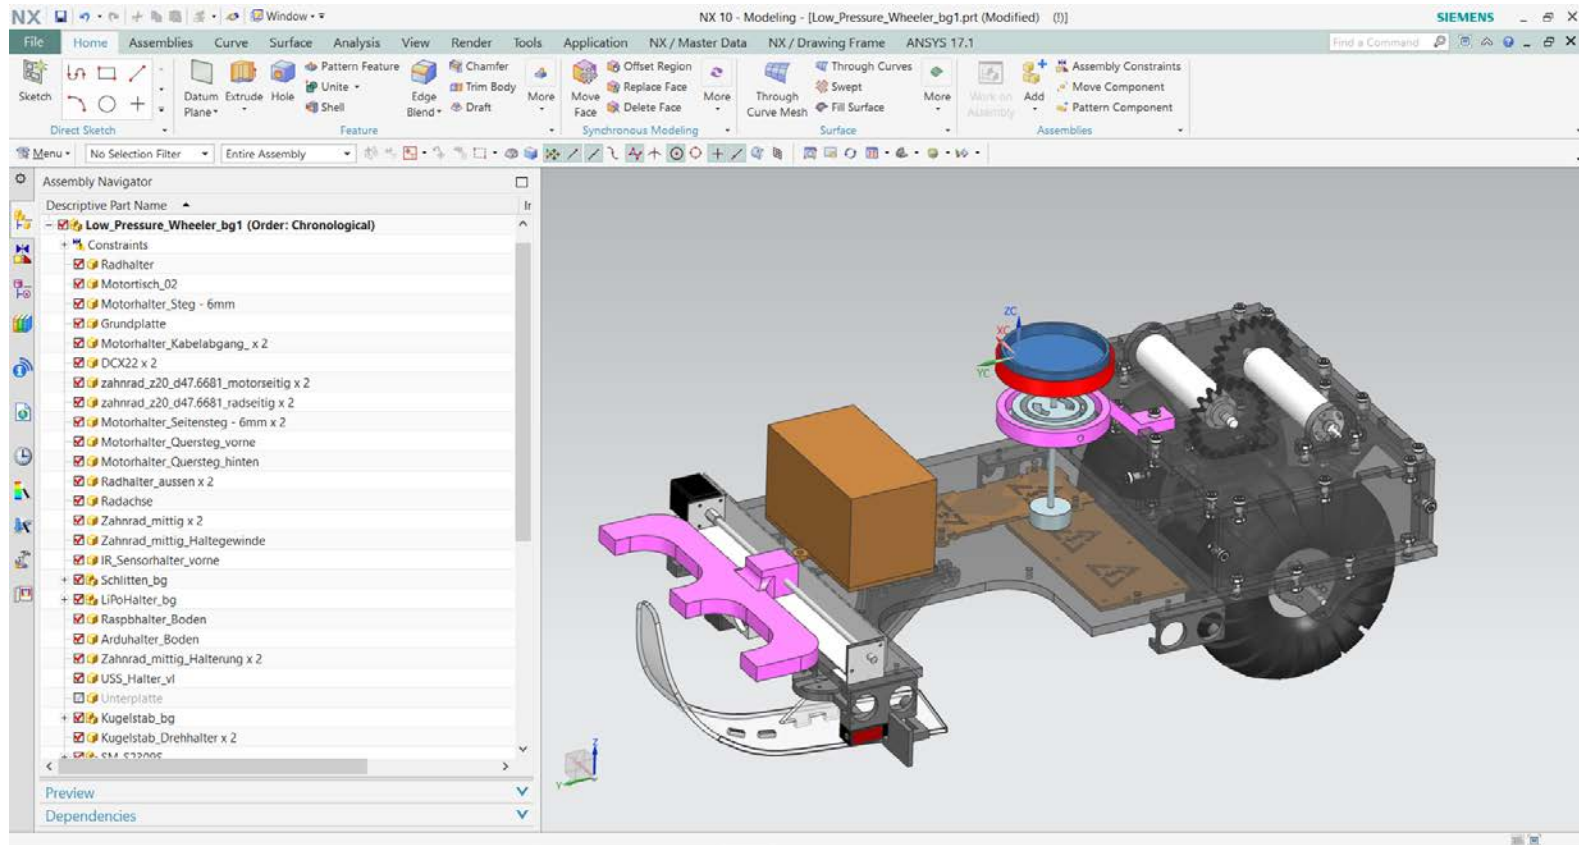 NX Window NX 10 - Modeling - [Low_Pressure_Wheeler_bg1.prt (Modified) (!)] SIEMENS
File Home Assemblies Curve Surface Analysis View Render Tools Application NX / Master Data NX / Drawing Frame ANSYS 17.1 Find a Command
Sketch
Direct Sketch
Datum Plane Extrude Hole
Pattern Feature
Unite
Shell
Edge Blend
Chamfer
Trim Body
Draft
More
Feature
Move Face
Offset Region
Replace Face
Delete Face
More
Synchronous Modeling
Through Curve Mesh
Through Curves
Swept
Fill Surface
More
Surface
Work on Assembly
Add
Assembly Constraints
Move Component
Pattern Component
Assemblies
Menu No Selection Filter Entire Assembly
Assembly Navigator
Descriptive Part Name
Low_Pressure_Wheeler_bg1 (Order: Chronological)
Constraints
Radhalter
Motortisch_02
Motorhalter_Steg - 6mm
Grundplatte
Motorhalter_Kabelabgang_ x 2
DCX22 x 2
zahnrad_z20_d47.6681_motorseitig x 2
zahnrad_z20_d47.6681_radseitig x 2
Motorhalter_Seitensteg - 6mm x 2
Motorhalter_Quersteg_vorne
Motorhalter_Quersteg_hinten
Radhalter_aussen x 2
Radachse
Zahnrad_mittig x 2
Zahnrad_mittig_Haltegewinde
IR_Sensorhalter_vorne
Schlitten_bg
LiPoHalter_bg
Raspbhalter_Boden
Arduhalter_Boden
Zahnrad_mittig_Halterung x 2
USS_Halter_vl
Unterplatte
Kugelstab_bg
Kugelstab_Drehhalter x 2
Preview
Dependencies
ZC
XC
YC
Z
Y